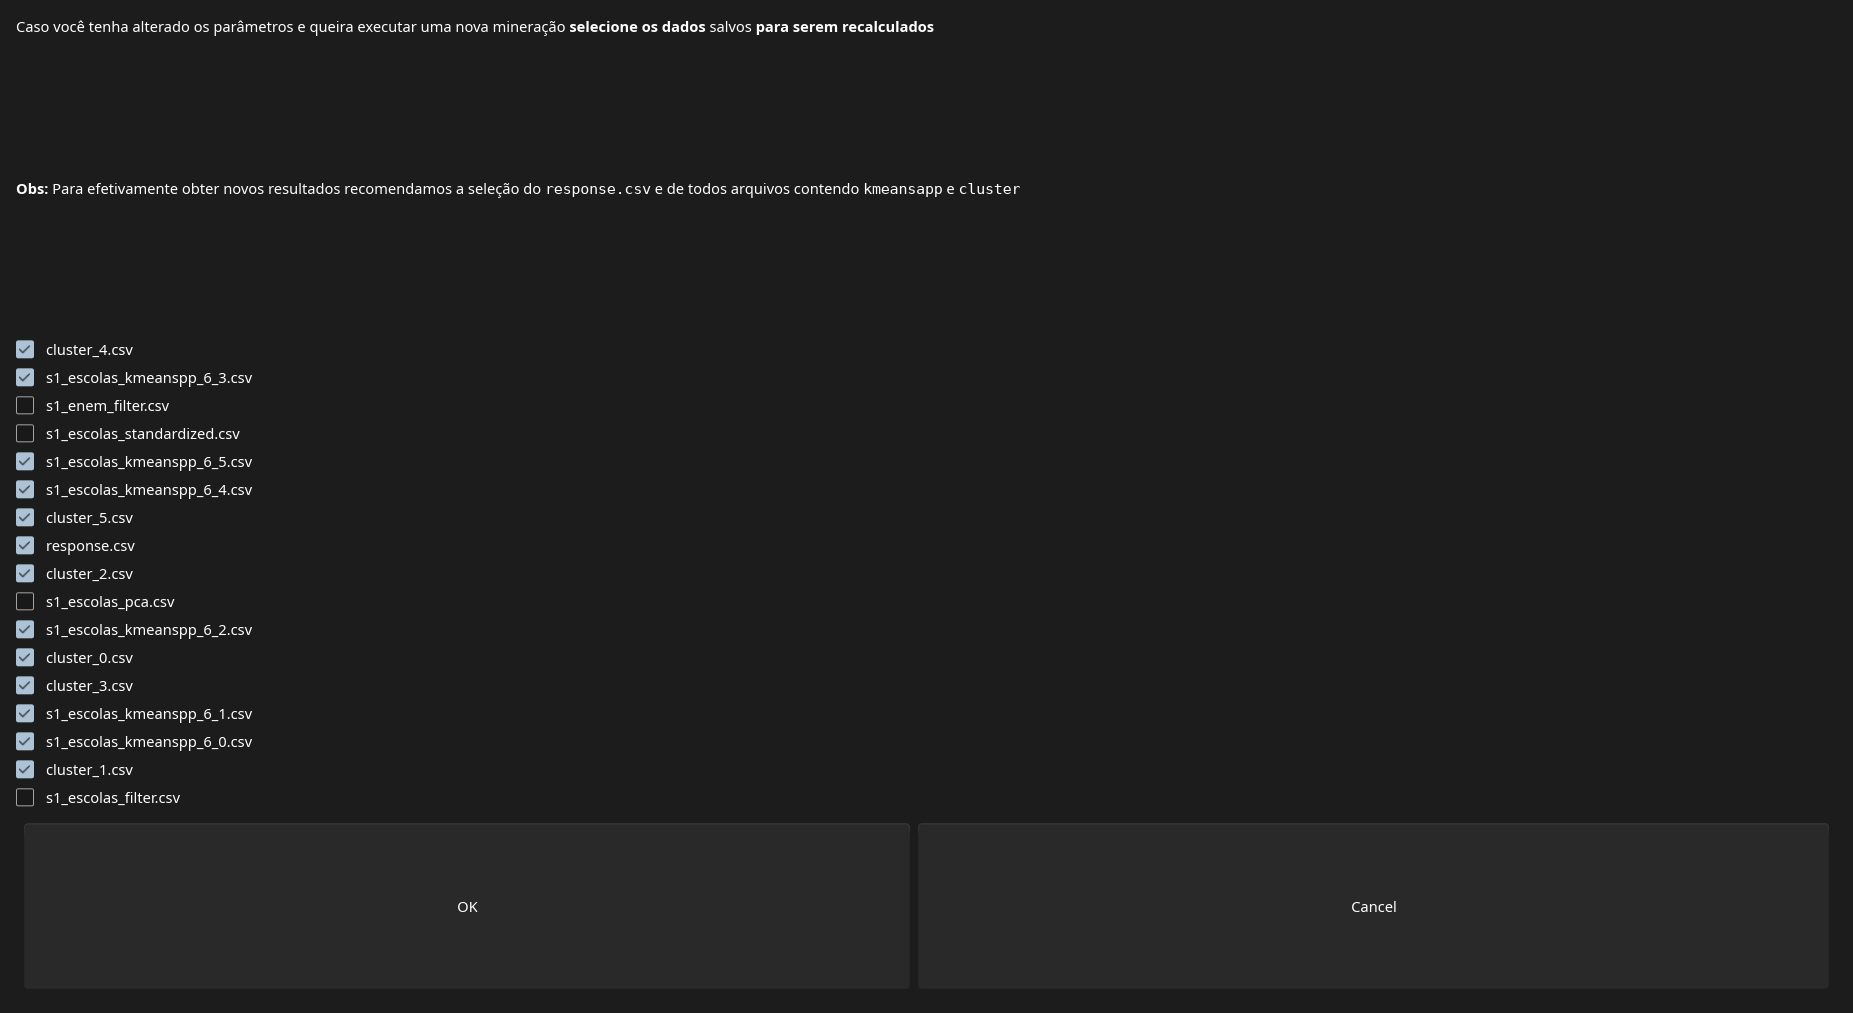 Caso você tenha alterado os parâmetros e queira executar uma nova mineração selecione os dados salvos para serem recalculados
Obs: Para efetivamente obter novos resultados recomendamos a seleção do response.csv e de todos arquivos contendo kmeansapp e cluster
cluster_4.csv
s1_escolas_kmeanspp_6_3.csv
s1_enem_filter.csv
s1_escolas_standardized.csv
s1_escolas_kmeanspp_6_5.csv
s1_escolas_kmeanspp_6_4.csv
cluster_5.csv
response.csv
cluster_2.csv
s1_escolas_pca.csv
s1_escolas_kmeanspp_6_2.csv
cluster_0.csv
cluster_3.csv
s1_escolas_kmeanspp_6_1.csv
s1_escolas_kmeanspp_6_0.csv
cluster_1.csv
s1_escolas_filter.csv
OK Cancel